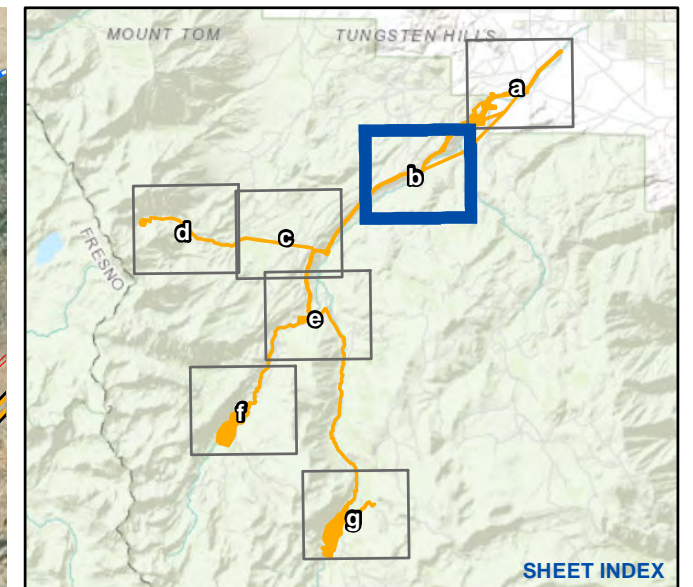 MOUNT TOM
TUNGSTEN HILLS
a
b
d
c
FRESNO
e
f
g
SHEET INDEX